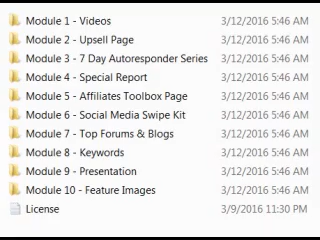 Module 1 - Videos 3/12/2016 5:46 AM
Module 2 - Upsell Page 3/12/2016 5:46 AM
Module 3 - 7 Day Autoresponder Series 3/12/2016 5:46 AM
Module 4 - Special Report 3/12/2016 5:46 AM
Module 5 - Affiliates Toolbox Page 3/12/2016 5:46 AM
Module 6 - Social Media Swipe Kit 3/12/2016 5:46 AM
Module 7 - Top Forums & Blogs 3/12/2016 5:46 AM
Module 8 - Keywords 3/12/2016 5:46 AM
Module 9 - Presentation 3/12/2016 5:46 AM
Module 10 - Feature Images 3/12/2016 5:46 AM
License 3/9/2016 11:30 PM